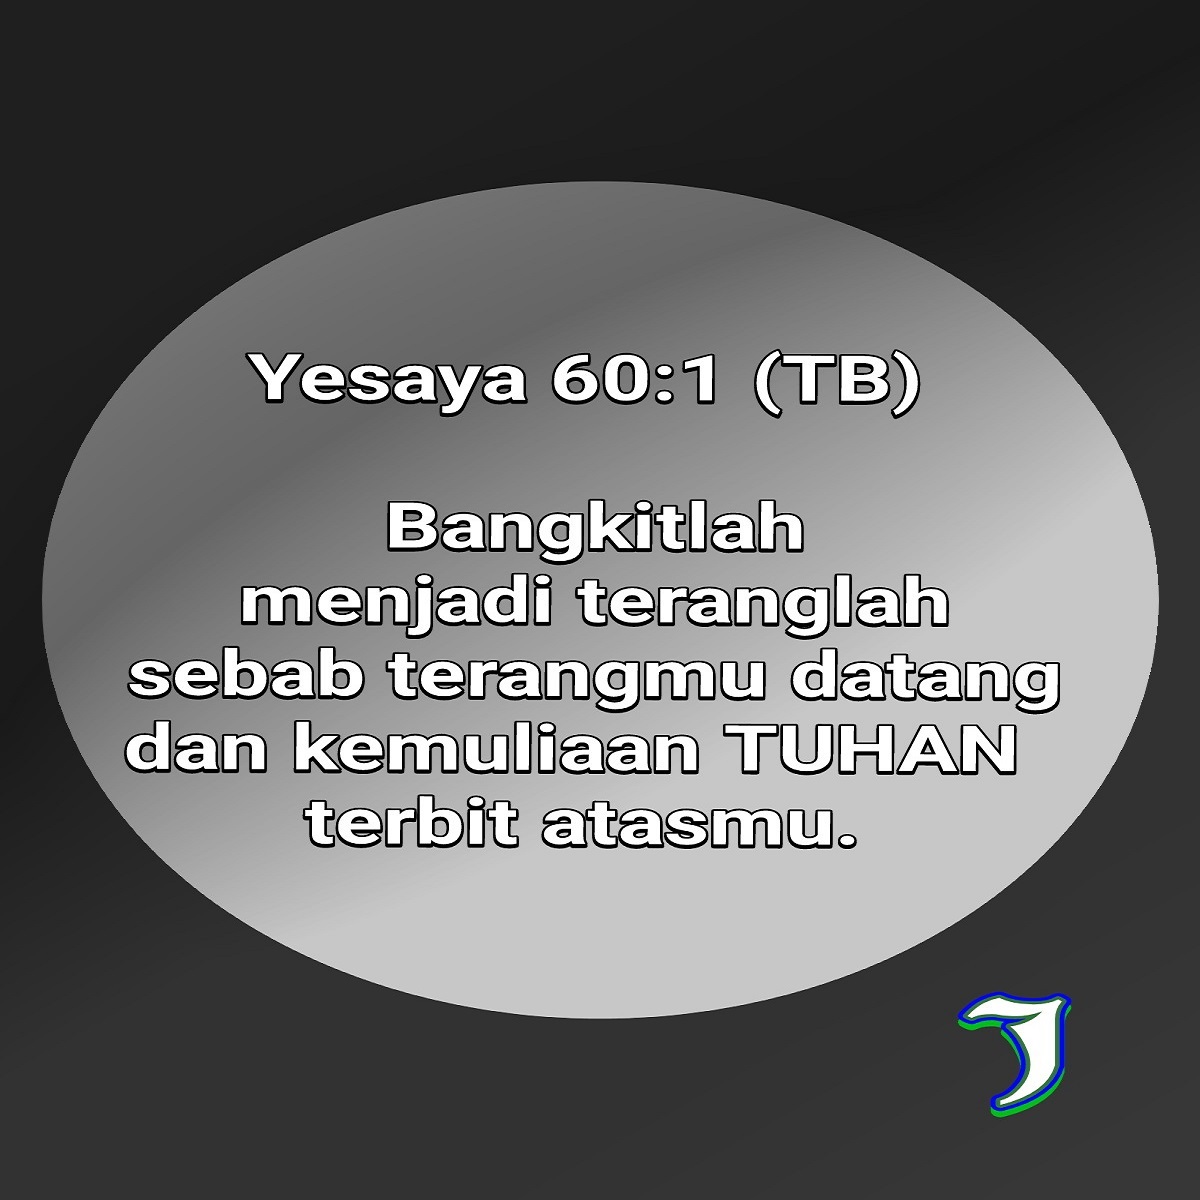 Yesaya 60:1 (TB)
Bangkitlah
menjadi teranglah
sebab terangmu datang
dan kemuliaan TUHAN
terbit atasmu.
J